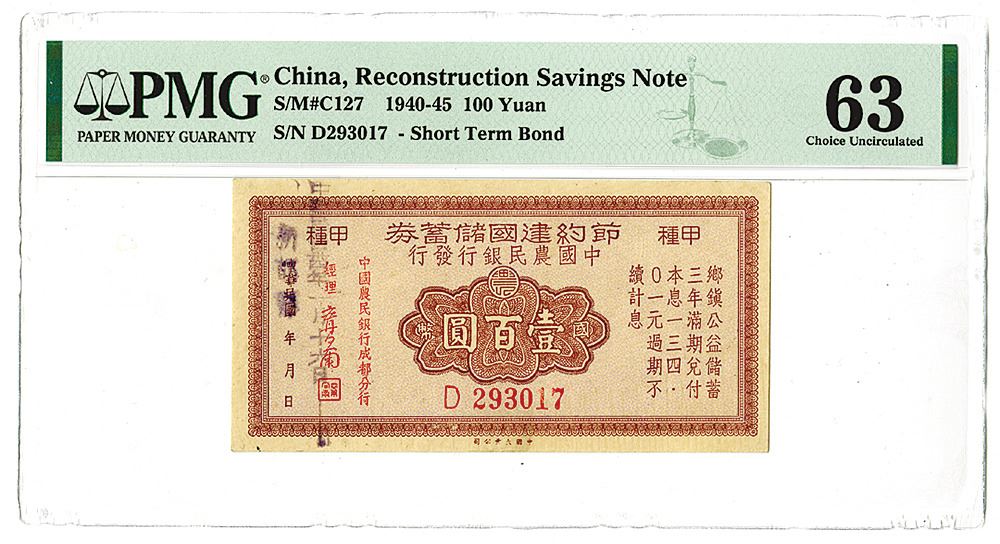 PMG®
PAPER MONEY GUARANTY
China, Reconstruction Savings Note
S/M#C127 1940-45 100 Yuan
S/N D293017 - Short Term Bond
63
Choice Uncirculated
種甲
券蓄儲國建約節
種甲
行發行銀民農國中
鄉鎮公益儲蓄
三年滿期兌付
本息一三四·
〇一元過期不
續計息
農
幣
圓百壹
國
D 293017
中國農民銀行成都分行
經理
年月日